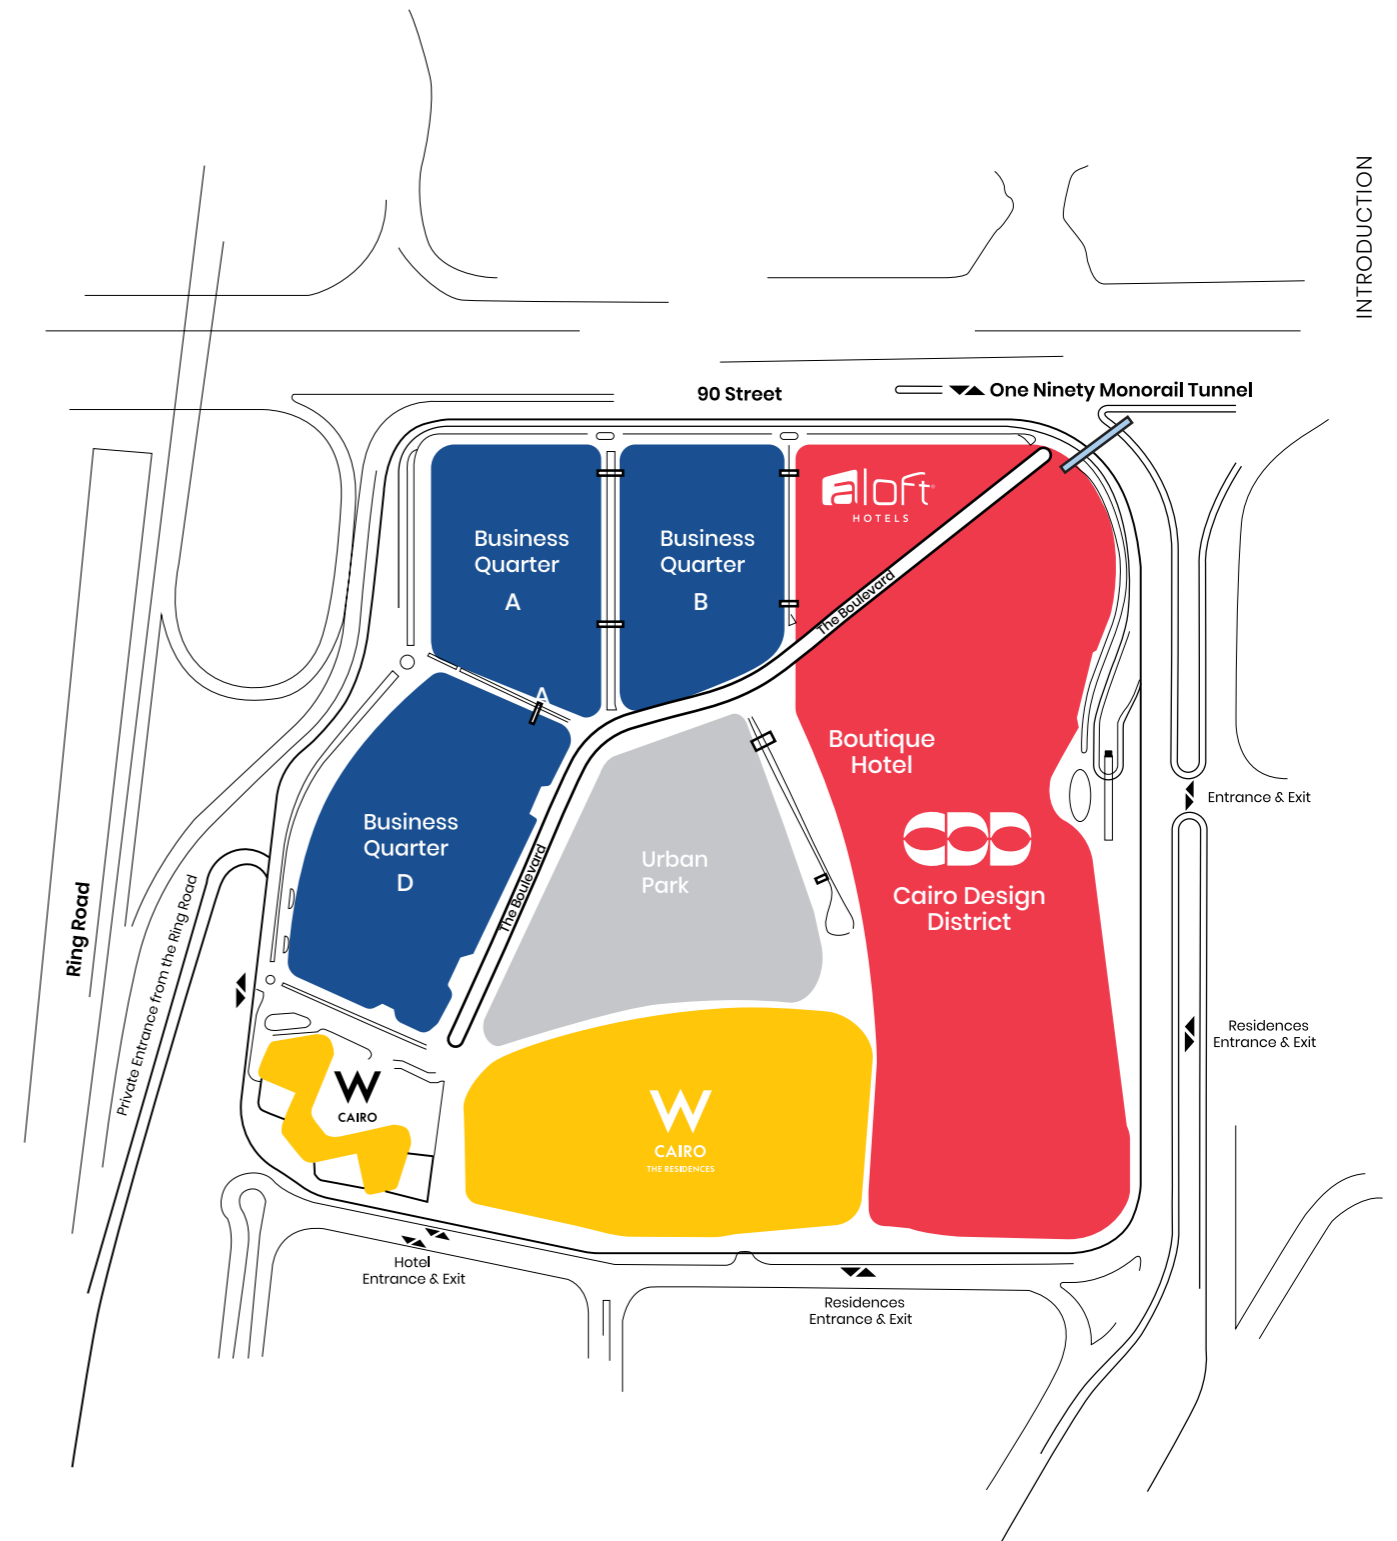 INTRODUCTION
90 Street
One Ninety Monorail Tunnel
aloft
HOTELS
Business
Quarter
A
Business
Quarter
B
The Boulevard
A
Boutique
Hotel
CDD
Cairo Design
District
Entrance & Exit
Business
Quarter
D
Urban
Park
The Boulevard
Ring Road
Private Entrance from the Ring Road
Residences
Entrance & Exit
W
CAIRO
W
CAIRO
THE RESIDENCES
Hotel
Entrance & Exit
Residences
Entrance & Exit